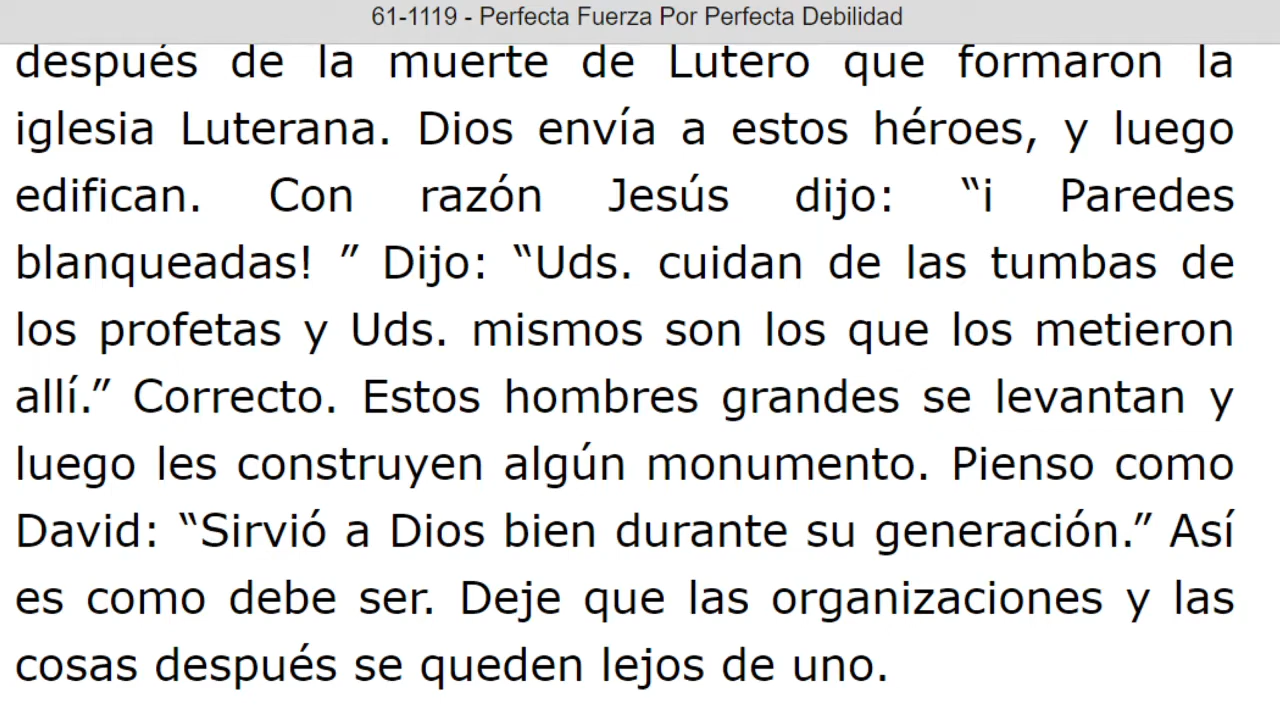 61-1119 - Perfecta Fuerza Por Perfecta Debilidad
después de la muerte de Lutero que formaron la
iglesia Luterana. Dios envía a estos héroes, y luego
edifican. Con razón Jesús dijo: “i Paredes
blanqueadas! ” Dijo: “Uds. cuidan de las tumbas de
los profetas y Uds. mismos son los que los metieron
allí.” Correcto. Estos hombres grandes se levantan y
luego les construyen algún monumento. Pienso como
David: “Sirvió a Dios bien durante su generación.” Así
es como debe ser. Deje que las organizaciones y las
cosas después se queden lejos de uno.